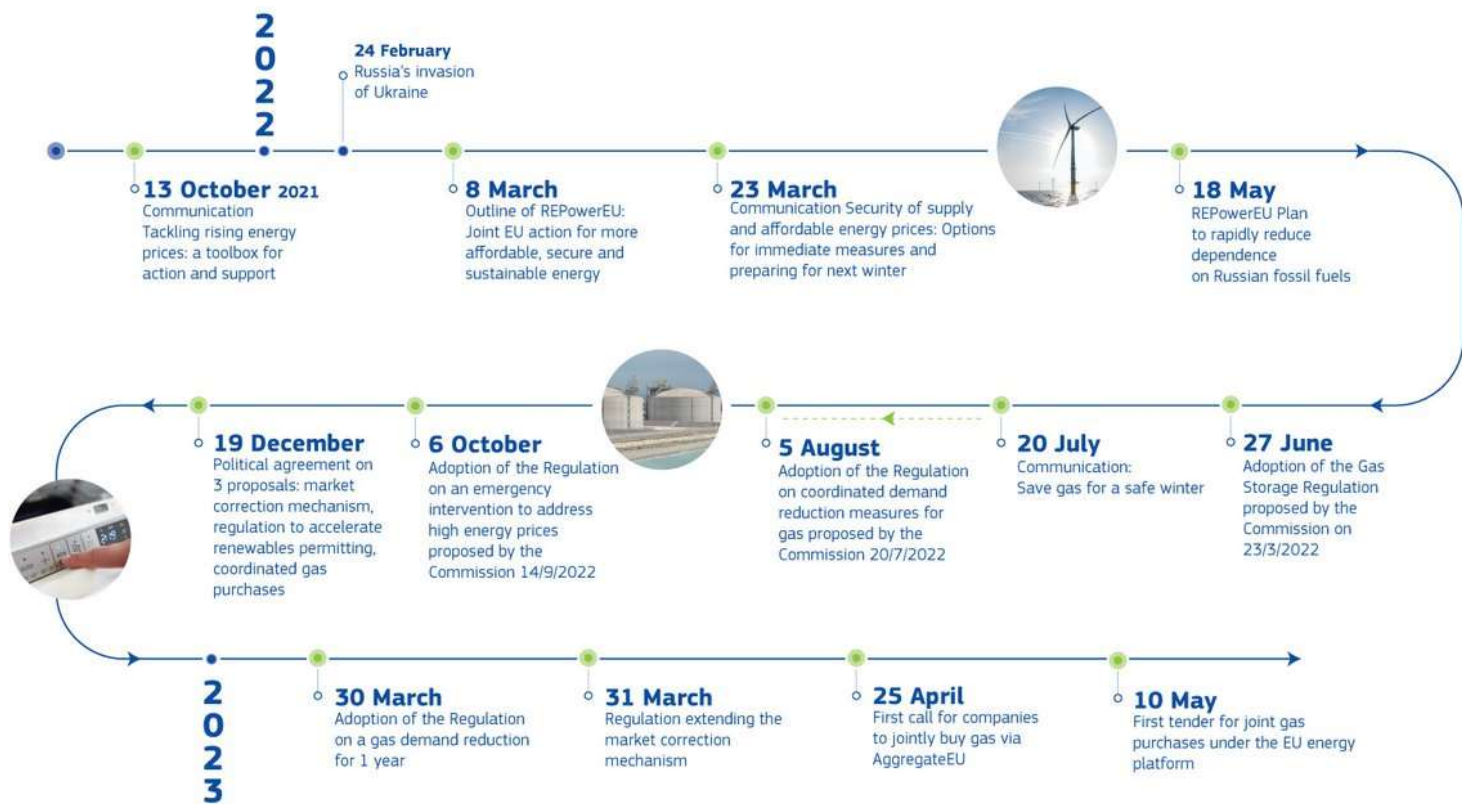 2
0
2
2
24 February
Russia's invasion
of Ukraine
13 October 2021
Communication
Tackling rising energy
prices: a toolbox for
action and support
8 March
Outline of REPowerEU:
Joint EU action for more
affordable, secure and
sustainable energy
23 March
Communication Security of supply
and affordable energy prices: Options
for immediate measures and
preparing for next winter
18 May
REPowerEU Plan
to rapidly reduce
dependence
on Russian fossil fuels
27 June
Adoption of the Gas
Storage Regulation
proposed by the
Commission on
23/3/2022
20 July
Communication:
Save gas for a safe winter
5 August
Adoption of the Regulation
on coordinated demand
reduction measures for
gas proposed by the
Commission 20/7/2022
6 October
Adoption of the Regulation
on an emergency
intervention to address
high energy prices
proposed by the
Commission 14/9/2022
19 December
Political agreement on
3 proposals: market
correction mechanism,
regulation to accelerate
renewables permitting,
coordinated gas
purchases
2
0
2
3
30 March
Adoption of the Regulation
on a gas demand reduction
for 1 year
31 March
Regulation extending the
market correction
mechanism
25 April
First call for companies
to jointly buy gas via
AggregateEU
10 May
First tender for joint gas
purchases under the EU energy
platform